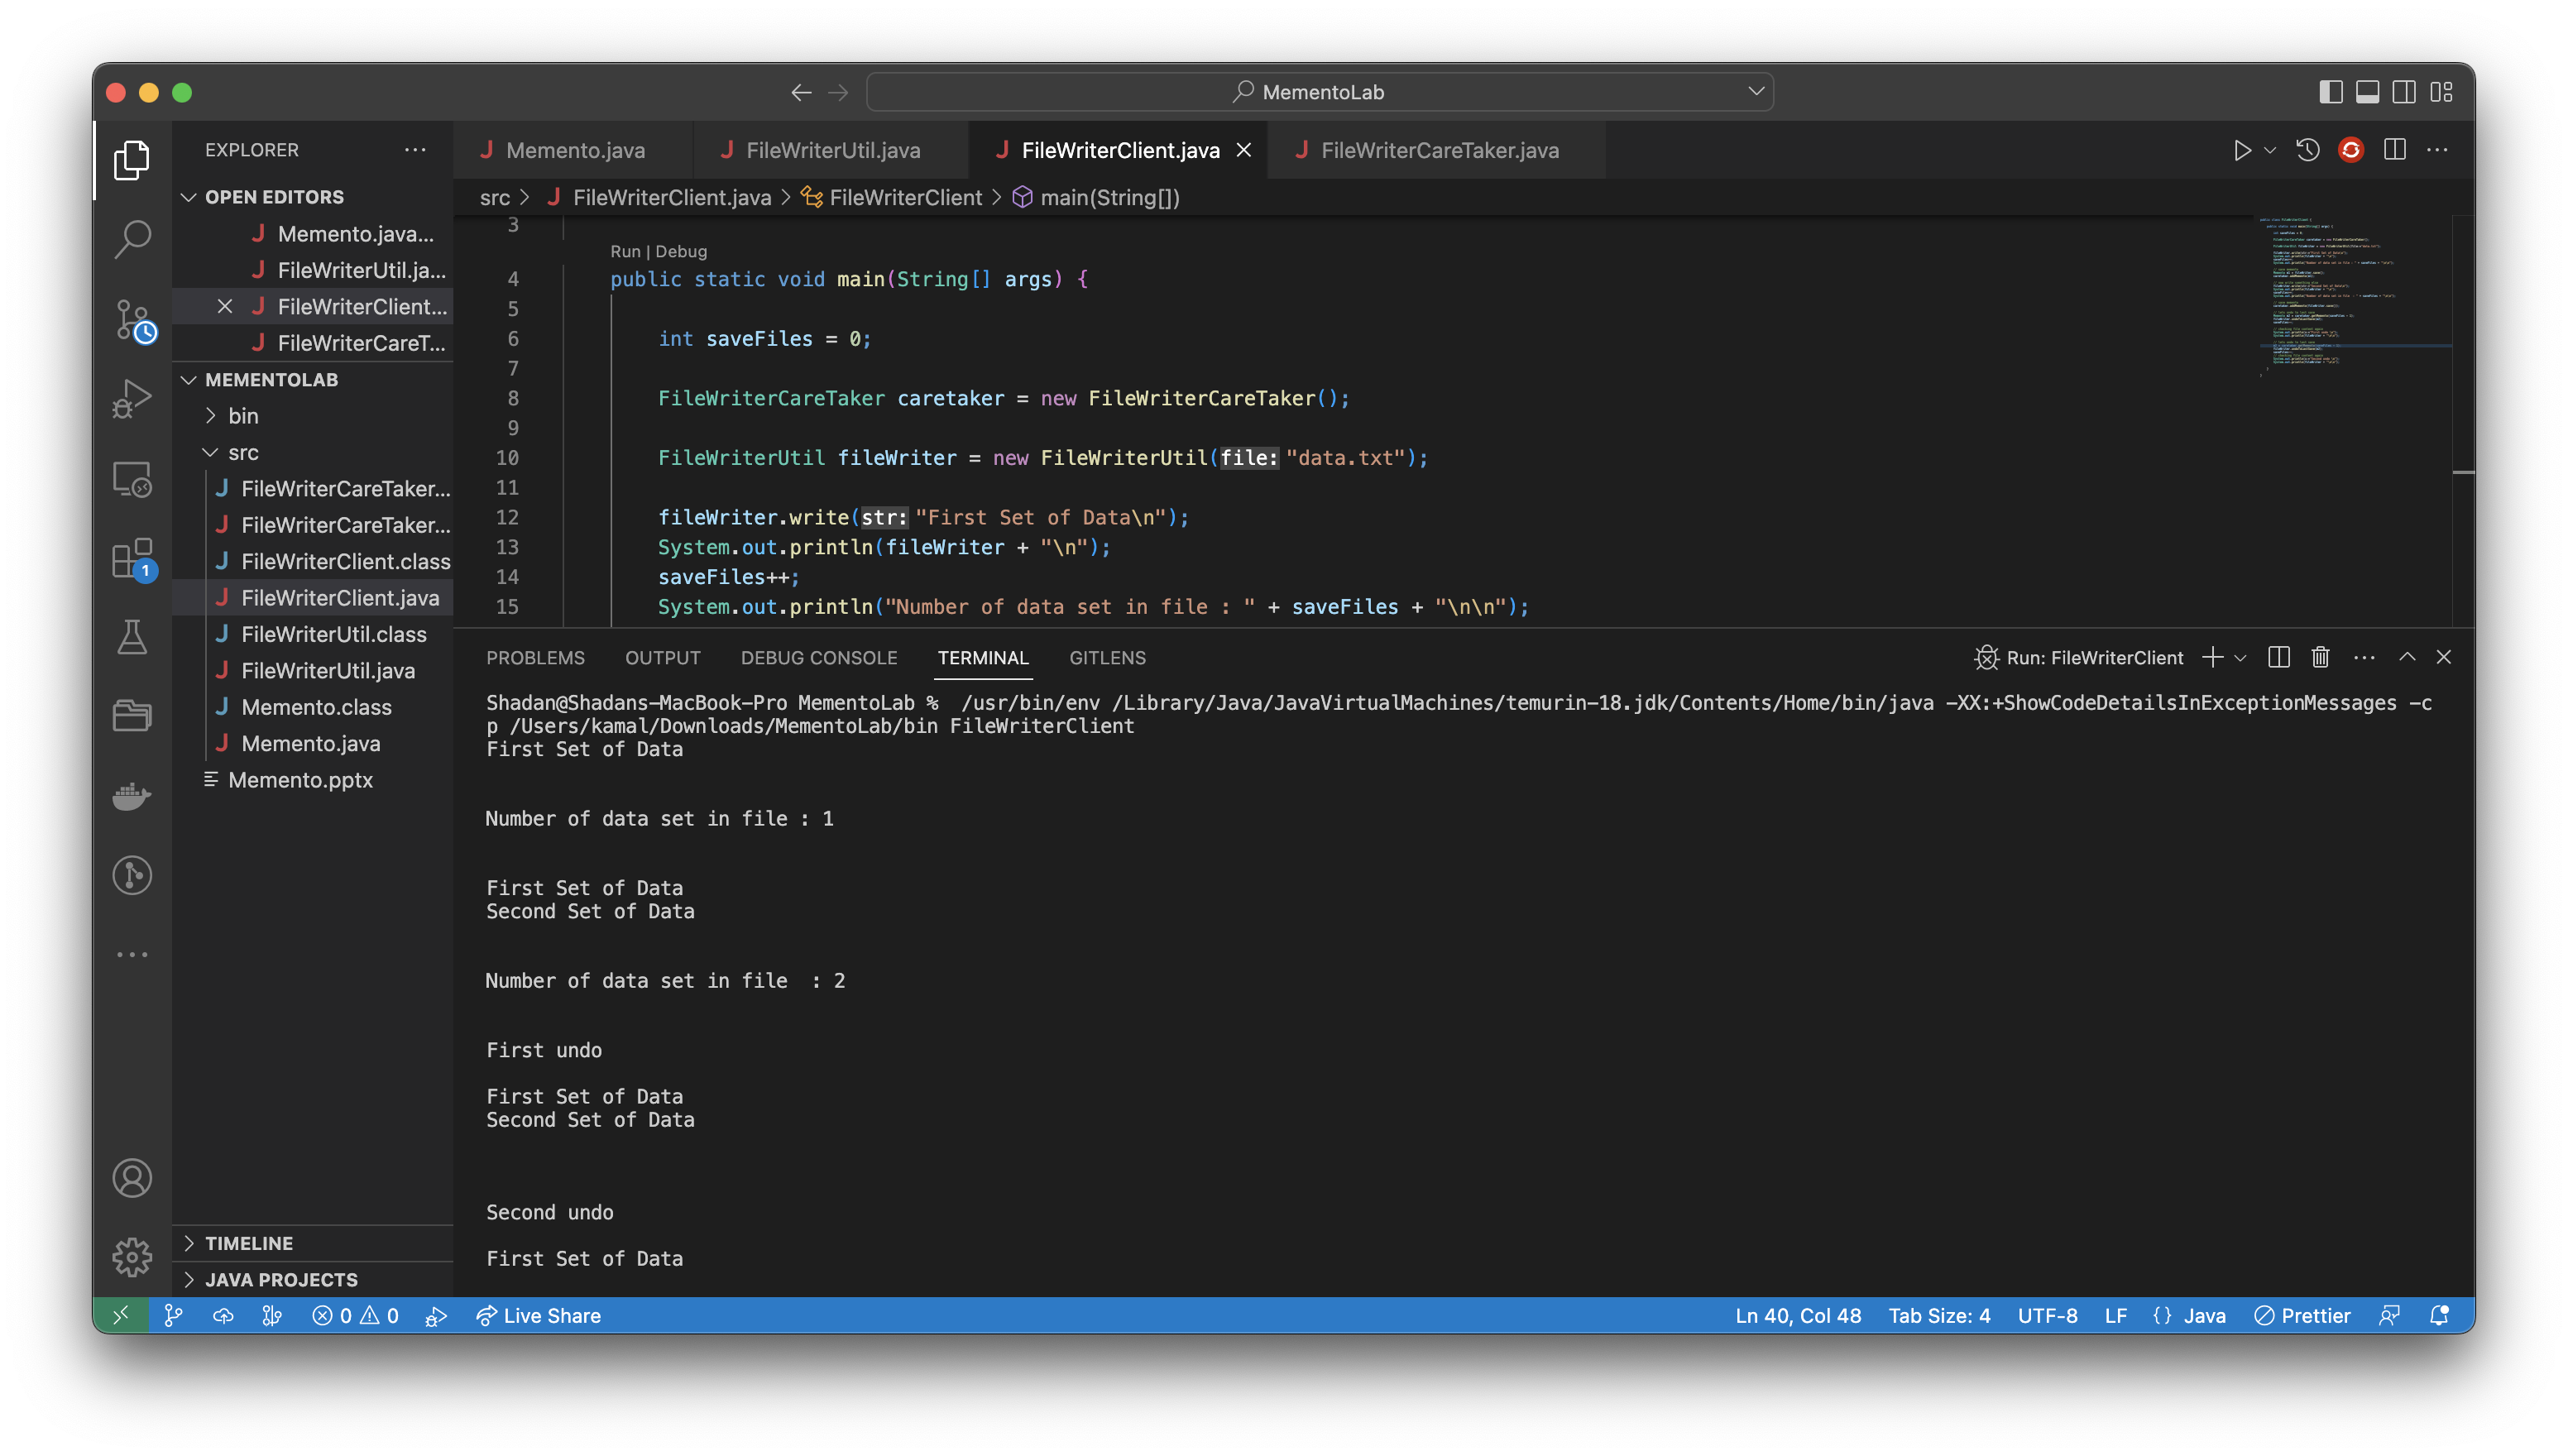 MementoLab
EXPLORER
OPEN EDITORS
Memento.java...
FileWriterUtil.ja...
FileWriterClient...
FileWriterCareT...
MEMENTOLAB
bin
src
FileWriterCareTaker...
FileWriterCareTaker...
FileWriterClient.class
FileWriterClient.java
FileWriterUtil.class
FileWriterUtil.java
Memento.class
Memento.java
Memento.pptx
TIMELINE
JAVA PROJECTS
1
Memento.java
FileWriterUtil.java
FileWriterClient.java
FileWriterCareTaker.java
src > FileWriterClient.java > FileWriterClient > main(String[])
3
Run | Debug
4 public static void main(String[] args) {
5
6 int saveFiles = 0;
7
8 FileWriterCareTaker caretaker = new FileWriterCareTaker();
9
10 FileWriterUtil fileWriter = new FileWriterUtil(file:"data.txt");
11
12 fileWriter.write(str:"First Set of Data\n");
13 System.out.println(fileWriter + "\n");
14 saveFiles++;
15 System.out.println("Number of data set in file : " + saveFiles + "\n\n");
PROBLEMS OUTPUT DEBUG CONSOLE TERMINAL GITLENS
Run: FileWriterClient
Shadan@Shadans-MacBook-Pro MementoLab %  /usr/bin/env /Library/Java/JavaVirtualMachines/temurin-18.jdk/Contents/Home/bin/java -XX:+ShowCodeDetailsInExceptionMessages -c
p /Users/kamal/Downloads/MementoLab/bin FileWriterClient
First Set of Data
Number of data set in file : 1
First Set of Data
Second Set of Data
Number of data set in file  : 2
First undo
First Set of Data
Second Set of Data
Second undo
First Set of Data
0 0
Live Share
Ln 40, Col 48
Tab Size: 4
UTF-8
LF
{} Java
Prettier